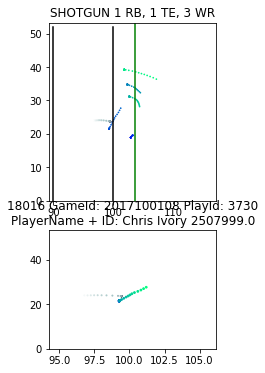 SHOTGUN 1 RB, 1 TE, 3 WR
50
40
30
20
10
0
90 100 110
18016 GameId: 2017100108 PlayId: 3730
PlayerName + ID: Chris Ivory 2507999.0
40
20
0
95.0 97.5 100.0 102.5 105.0